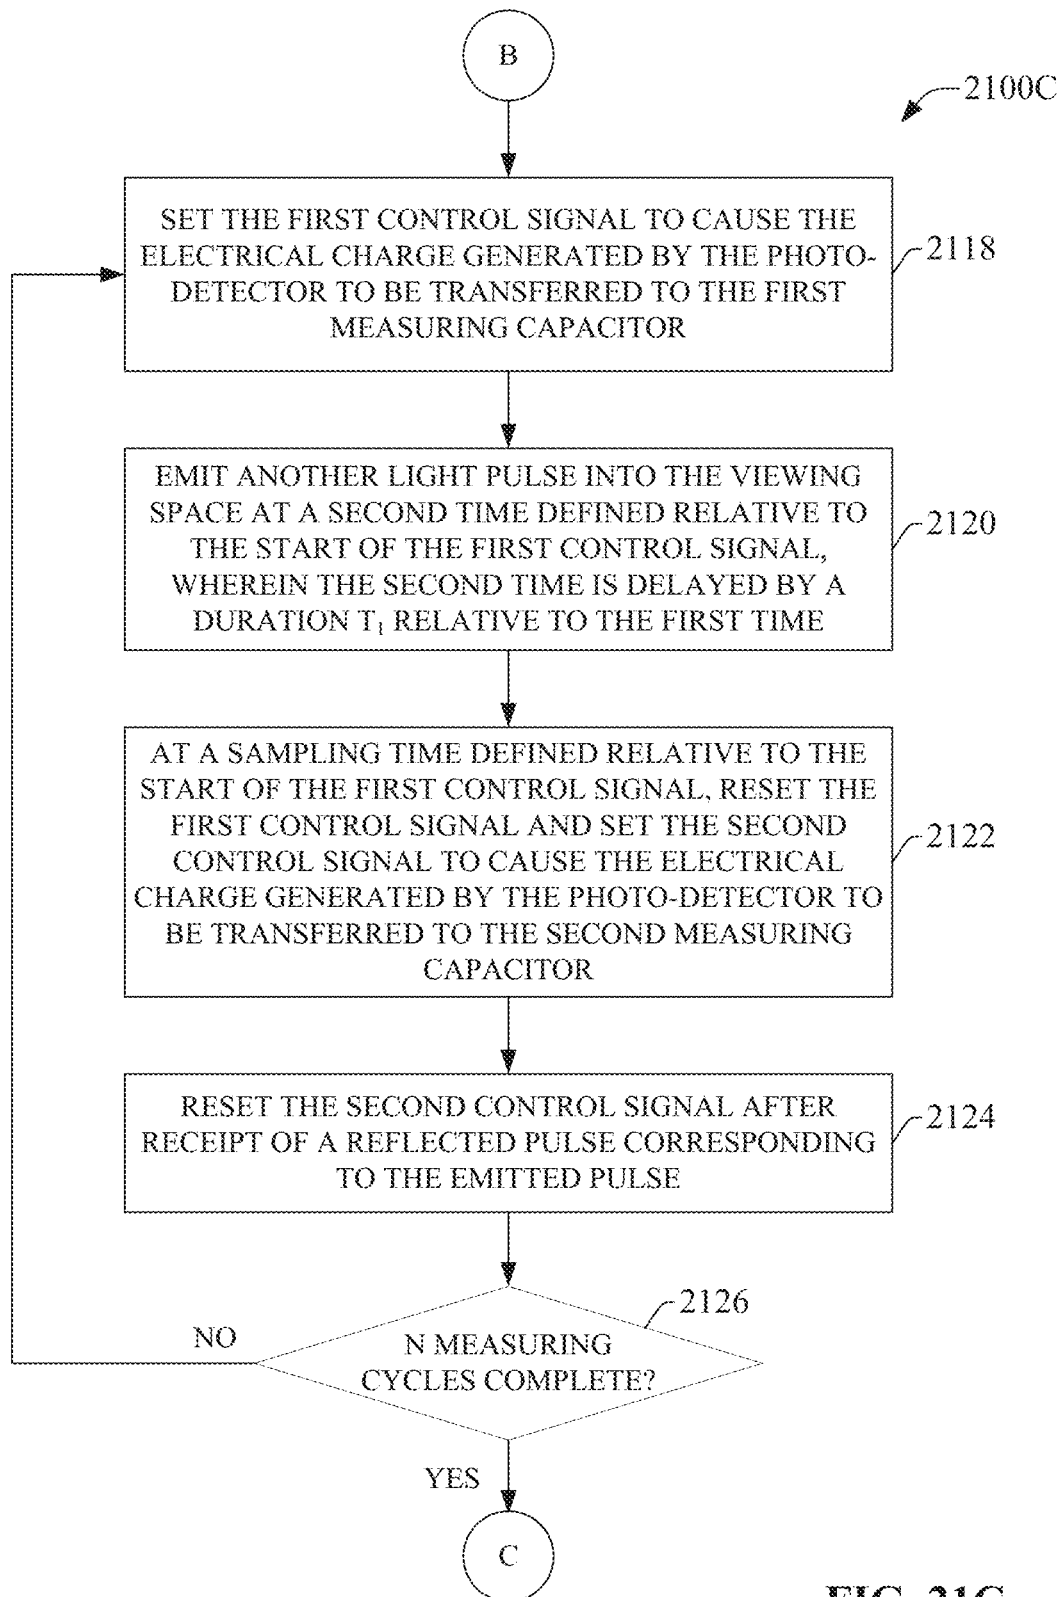 B
2100C
SET THE FIRST CONTROL SIGNAL TO CAUSE THE
ELECTRICAL CHARGE GENERATED BY THE PHOTO-
DETECTOR TO BE TRANSFERRED TO THE FIRST
MEASURING CAPACITOR
2118
EMIT ANOTHER LIGHT PULSE INTO THE VIEWING
SPACE AT A SECOND TIME DEFINED RELATIVE TO
THE START OF THE FIRST CONTROL SIGNAL,
WHEREIN THE SECOND TIME IS DELAYED BY A
DURATION T₁ RELATIVE TO THE FIRST TIME
2120
AT A SAMPLING TIME DEFINED RELATIVE TO THE
START OF THE FIRST CONTROL SIGNAL, RESET THE
FIRST CONTROL SIGNAL AND SET THE SECOND
CONTROL SIGNAL TO CAUSE THE ELECTRICAL
CHARGE GENERATED BY THE PHOTO-DETECTOR TO
BE TRANSFERRED TO THE SECOND MEASURING
CAPACITOR
2122
RESET THE SECOND CONTROL SIGNAL AFTER
RECEIPT OF A REFLECTED PULSE CORRESPONDING
TO THE EMITTED PULSE
2124
2126
N MEASURING
CYCLES COMPLETE?
NO
YES
C
FIG. 21C